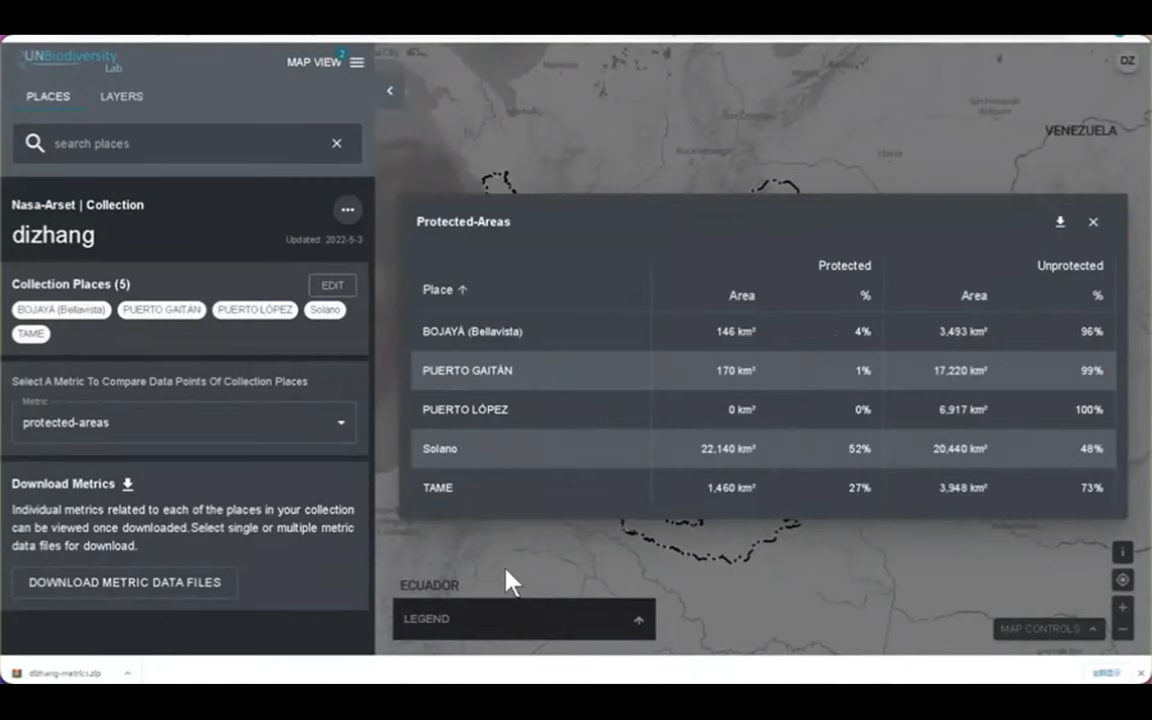 UNBiodiversity
Lab
MAP VIEW 2
DZ
PLACES LAYERS
search places
VENEZUELA
Nasa-Arset | Collection
dizhang
Updated: 2022-5-3
Collection Places (5)
EDIT
BOJAYÁ (Bellavista) PUERTO GAITÁN PUERTO LÓPEZ Solano
TAME
Select A Metric To Compare Data Points Of Collection Places
Metric
protected-areas
Download Metrics
Individual metrics related to each of the places in your collection
can be viewed once downloaded.Select single or multiple metric
data files for download.
DOWNLOAD METRIC DATA FILES
Protected-Areas
Protected Unprotected
Place Area % Area %
BOJAYÁ (Bellavista) 146 km² 4% 3,493 km² 96%
PUERTO GAITÁN 170 km² 1% 17,220 km² 99%
PUERTO LÓPEZ 0 km² 0% 6,917 km² 100%
Solano 22,140 km² 52% 20,440 km² 48%
TAME 1,460 km² 27% 3,948 km² 73%
ECUADOR
LEGEND
MAP CONTROLS
dizhang-metrics.zip